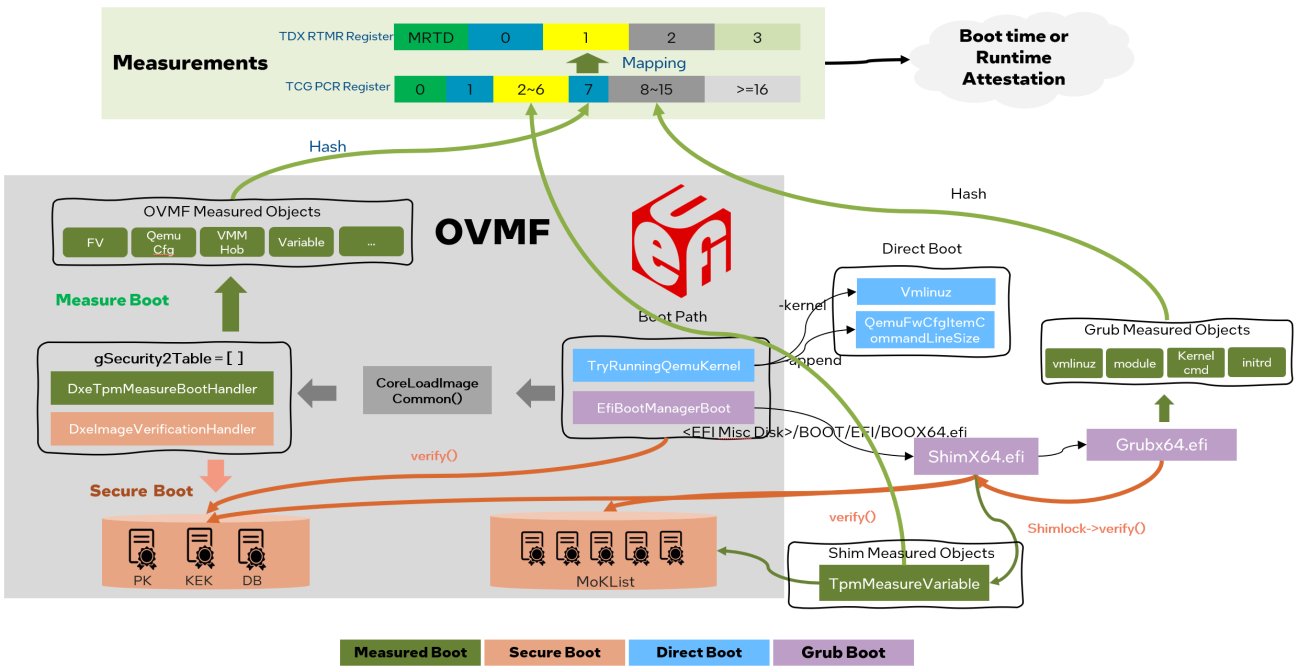 Measurements
TDX RTMR Register
MRTD
0
1
2
3
Mapping
TCG PCR Register
0
1
2~6
7
8~15
>=16
Boot time or
Runtime
Attestation
Hash
Hash
OVMF Measured Objects
FV
Qemu
Cfg
VMM
Hob
Variable
...
OVMF
UEFI
Measure Boot
Direct Boot
-kernel
Vmlinuz
QemuFwCfgItemC
ommandLineSize
-append
Boot Path
TryRunningQemuKernel
EfiBootManagerBoot
<EFI Misc Disk>/BOOT/EFI/BOOX64.efi
CoreLoadImage
Common()
gSecurity2Table = [ ]
DxeTpmMeasureBootHandler
DxeImageVerificationHandler
Grub Measured Objects
vmlinuz
module
Kernel
cmd
initrd
ShimX64.efi
Grubx64.efi
verify()
Secure Boot
verify()
Shimlock->verify()
PK
KEK
DB
MoKList
Shim Measured Objects
TpmMeasureVariable
Measured Boot
Secure Boot
Direct Boot
Grub Boot